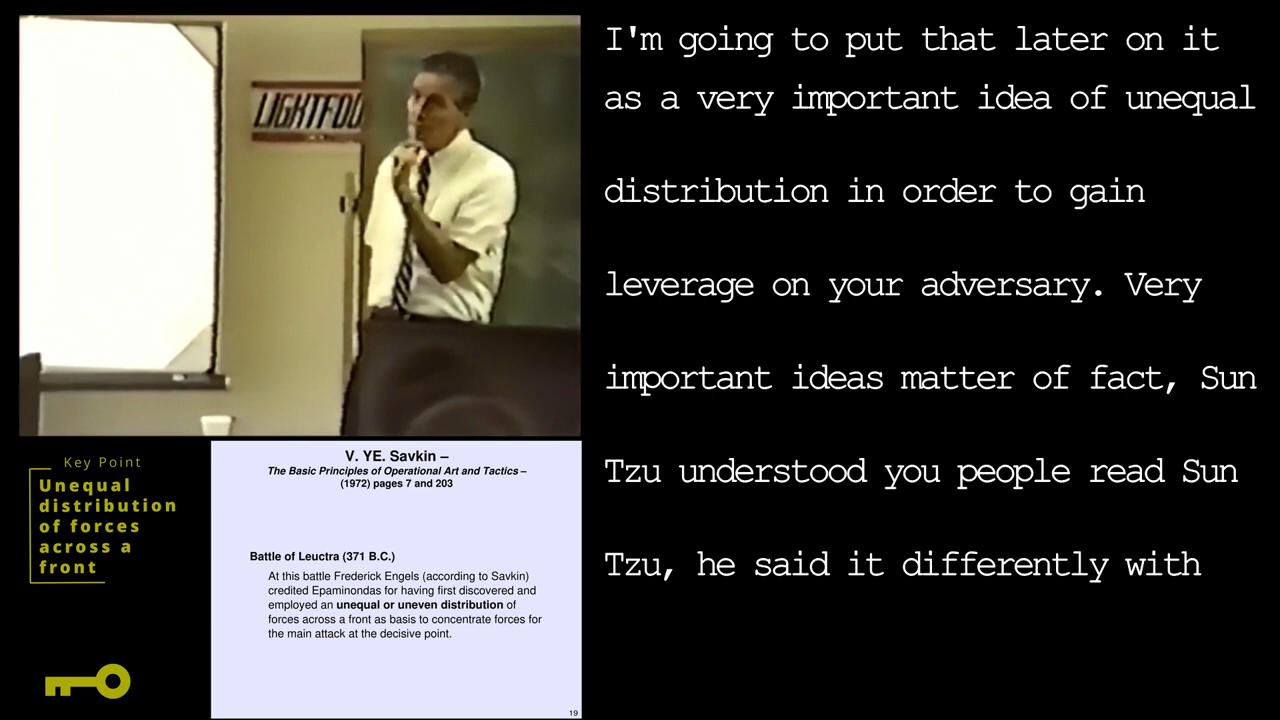 LIGHTFOO
I'm going to put that later on it
as a very important idea of unequal
distribution in order to gain
leverage on your adversary. Very
important ideas matter of fact, Sun
Tzu understood you people read Sun
Tzu, he said it differently with
Key Point
Unequal
distribution
of forces
across a
front
V. YE. Savkin –
The Basic Principles of Operational Art and Tactics –
(1972) pages 7 and 203
Battle of Leuctra (371 B.C.)
At this battle Frederick Engels (according to Savkin)
credited Epaminondas for having first discovered and
employed an unequal or uneven distribution of
forces across a front as basis to concentrate forces for
the main attack at the decisive point.
19